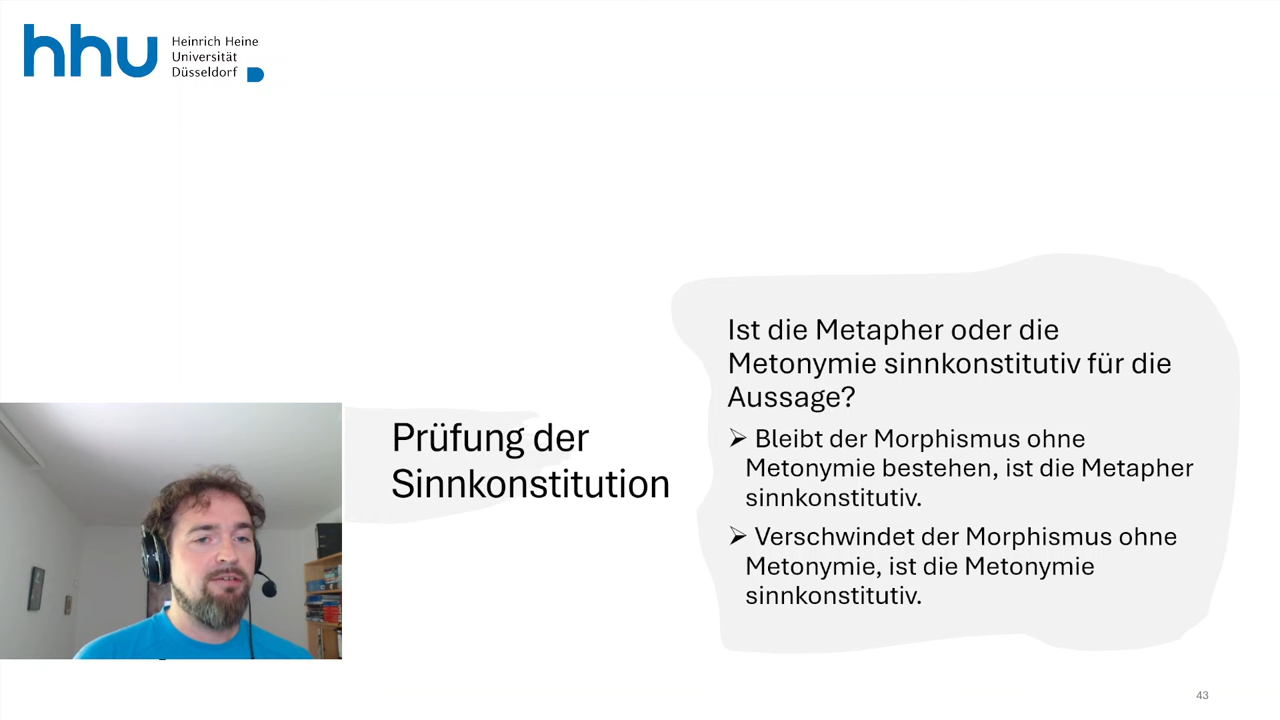 hhu
Heinrich Heine
Universität
Düsseldorf
Prüfung der
Sinnkonstitution
Ist die Metapher oder die
Metonymie sinnkonstitutiv für die
Aussage?
➢ Bleibt der Morphismus ohne
Metonymie bestehen, ist die Metapher
sinnkonstitutiv.
➢ Verschwindet der Morphismus ohne
Metonymie, ist die Metonymie
sinnkonstitutiv.
43